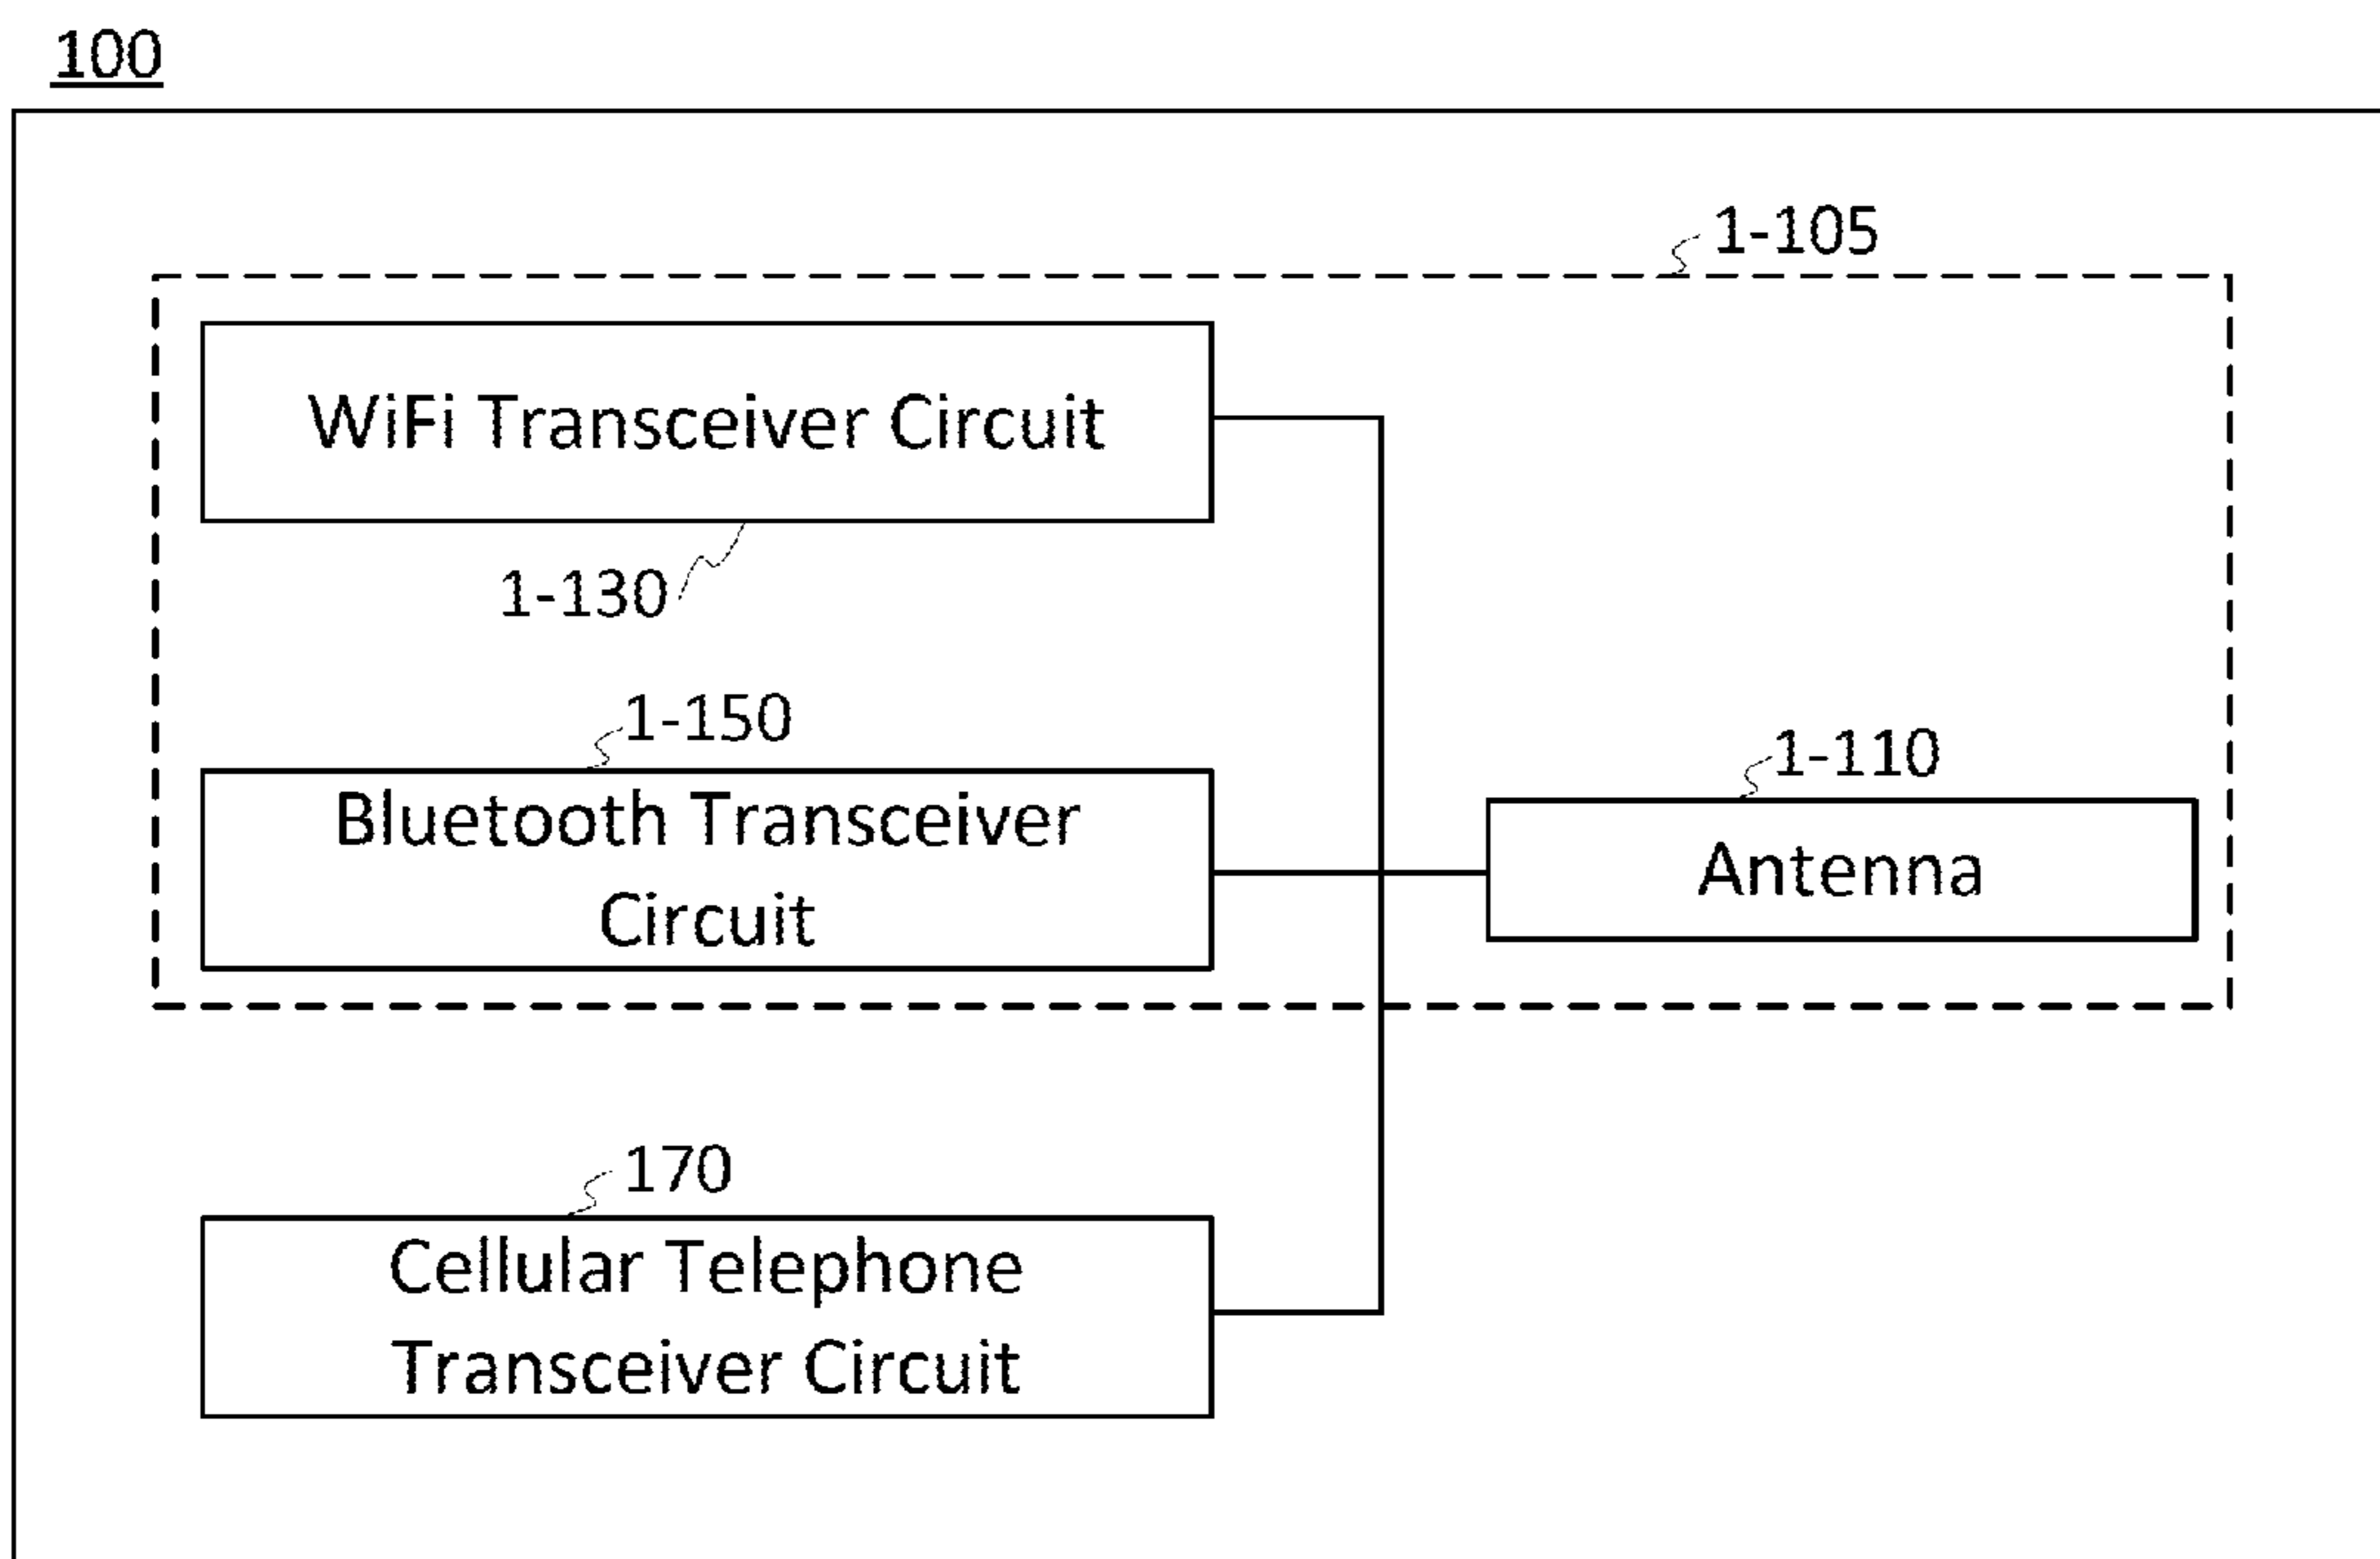 100
1-105
WiFi Transceiver Circuit
1-130
1-150
Bluetooth Transceiver
Circuit
1-110
Antenna
170
Cellular Telephone
Transceiver Circuit